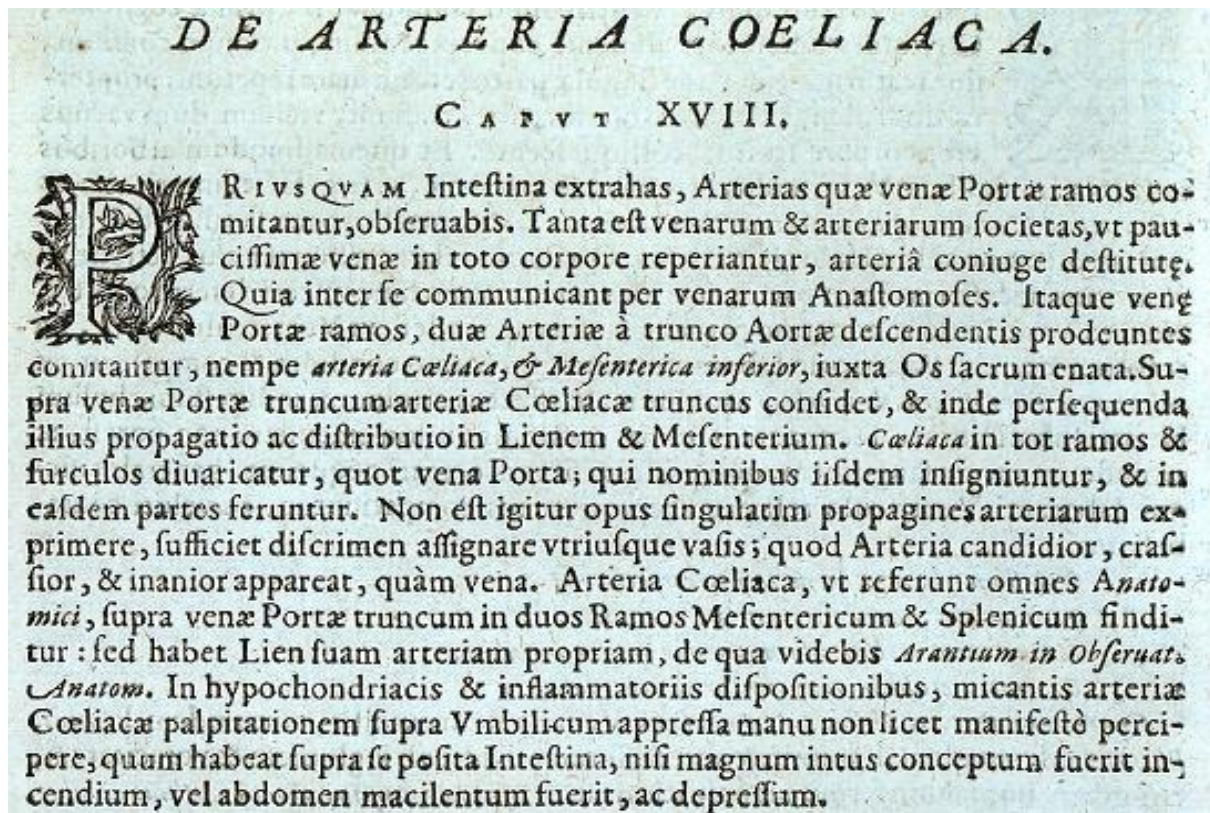 DE ARTERIA COELIACA.
CAPVT XVIII.
PRIVSQVAM Inteſtina extrahas, Arterias quæ venæ Portæ ramos co-
mitantur, obſeruabis. Tanta eſt venarum & arteriarum ſocietas, vt pau-
ciſſimæ venæ in toto corpore reperiantur, arteriâ coniuge deſtitutę.
Quia inter ſe communicant per venarum Anaſtomoſes. Itaque venę
Portæ ramos, duæ Arteriæ à trunco Aortæ deſcendentis prodeuntes
comitantur, nempe arteria Cœliaca, & Meſenterica inferior, iuxta Os ſacrum enata. Su-
pra venæ Portæ truncum arteriæ Cœliacæ truncus conſidet, & inde perſequenda
illius propagatio ac diſtributio in Lienem & Meſenterium. Cœliaca in tot ramos &
furculos diuaricatur, quot vena Porta; qui nominibus iiſdem inſigniuntur, & in
eaſdem partes feruntur. Non eſt igitur opus ſingulatim propagines arteriarum ex-
primere, ſufficiet diſcrimen aſſignare vtriuſque vaſis; quod Arteria candidior, craſ-
ſior, & inanior appareat, quàm vena. Arteria Cœliaca, vt referunt omnes Anato-
mici, ſupra venæ Portæ truncum in duos Ramos Meſentericum & Splenicum findi-
tur: ſed habet Lien ſuam arteriam propriam, de qua videbis Arantium in Obſeruat.
Anatom. In hypochondriacis & inflammatoriis diſpoſitionibus, micantis arteriæ
Cœliacæ palpitationem ſupra Vmbilicum appreſſa manu non licet manifeſtò perci-
pere, quum habeat ſupra ſe poſita Inteſtina, niſi magnum intus conceptum fuerit in-
cendium, vel abdomen macilentum fuerit, ac depreſſum.